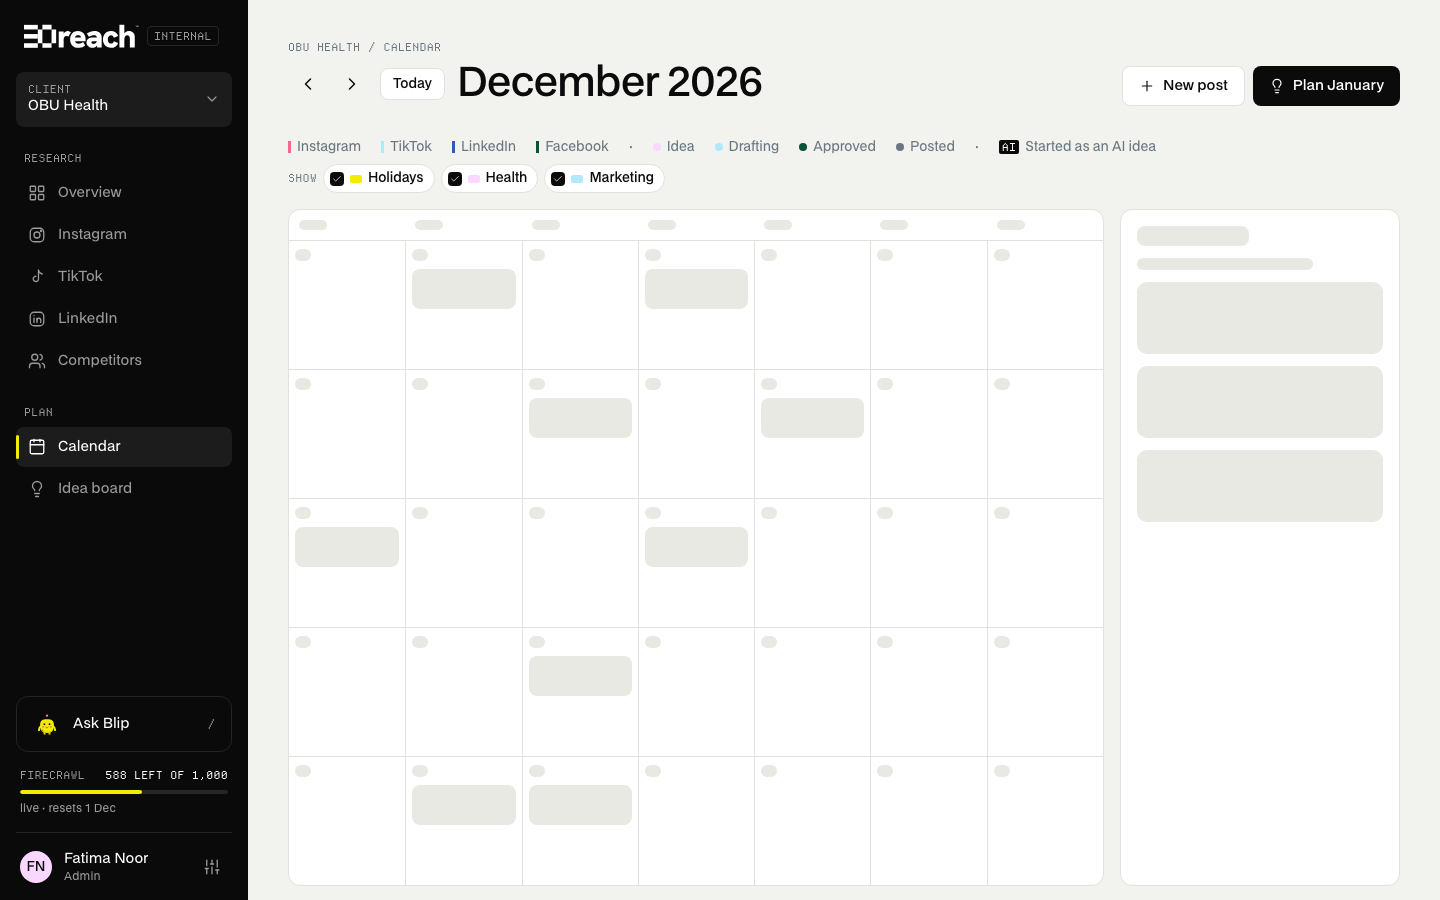 reach
INTERNAL
CLIENT
OBU Health
RESEARCH
Overview
Instagram
TikTok
LinkedIn
Competitors
PLAN
Calendar
Idea board
Ask Blip /
FIRECRAWL 588 LEFT OF 1,000
live · resets 1 Dec
FN
Fatima Noor
Admin
OBU HEALTH / CALENDAR
Today
December 2026
New post
Plan January
Instagram TikTok LinkedIn Facebook · Idea Drafting Approved Posted · AI Started as an AI idea
SHOW Holidays Health Marketing